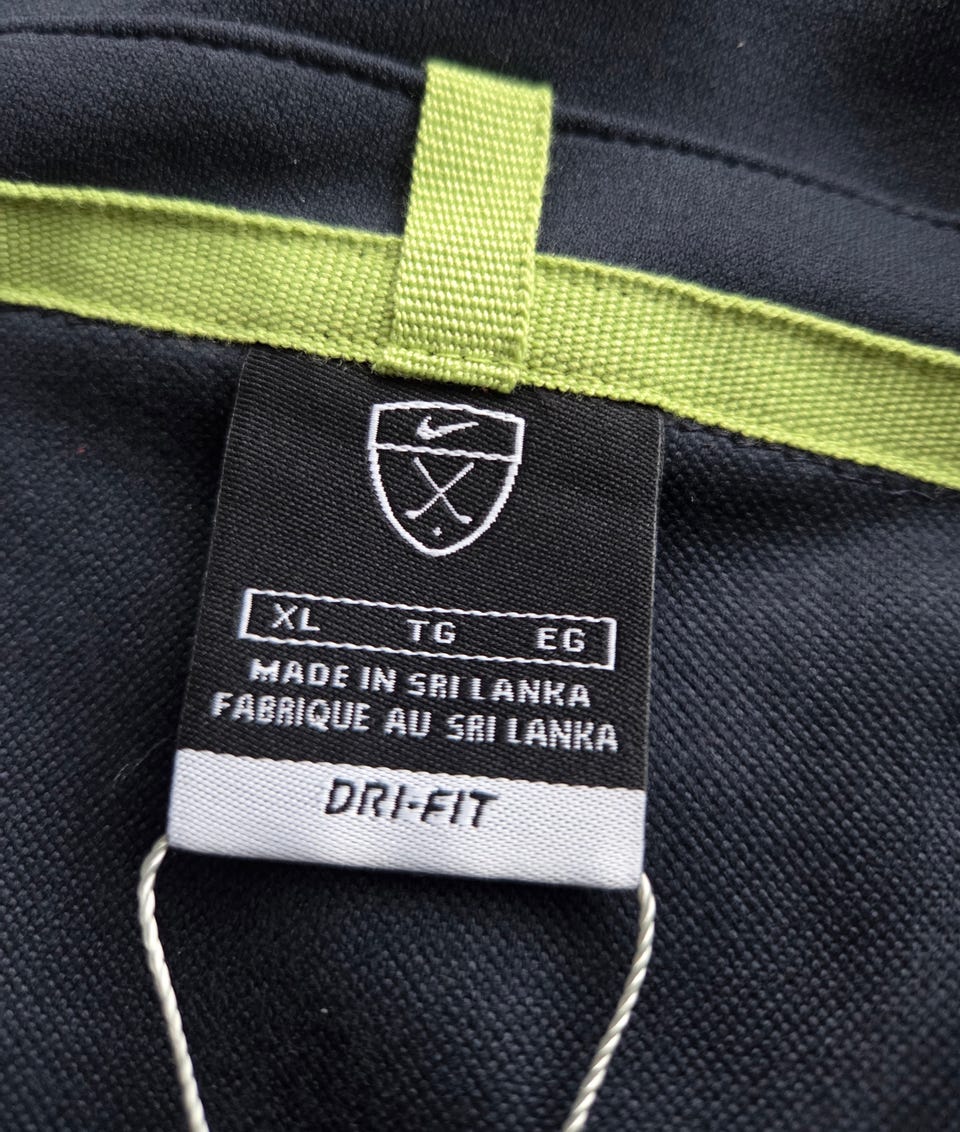 XL TG EG
MADE IN SRI LANKA
FABRIQUE AU SRI LANKA
DRI-FIT